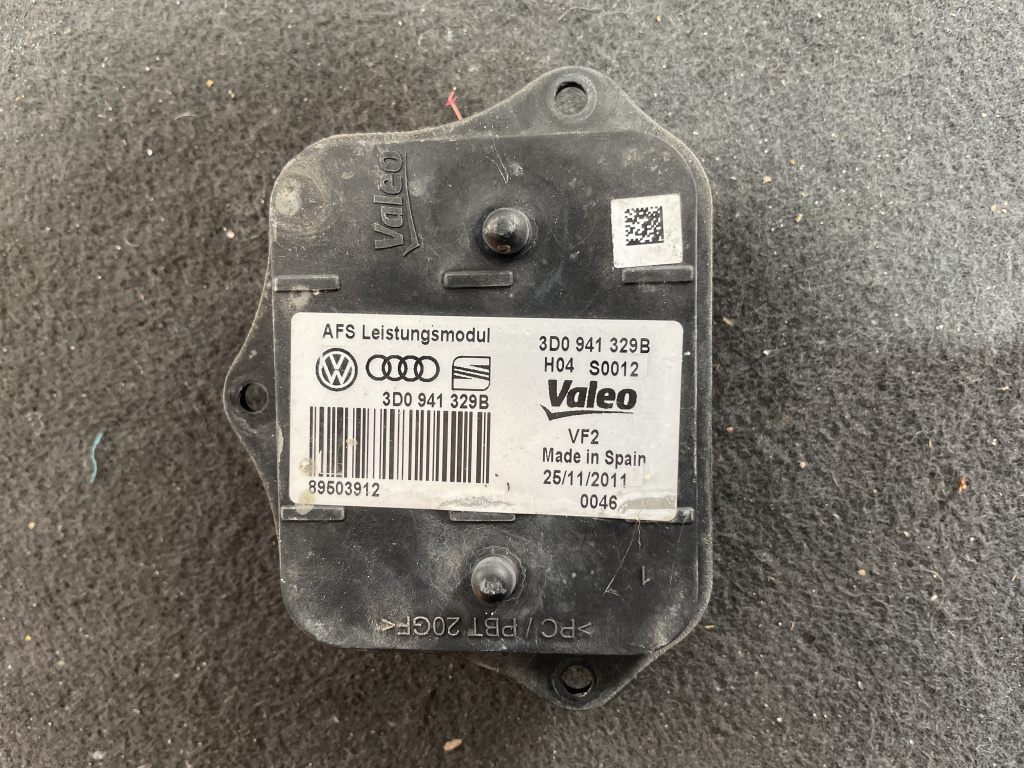 Valeo
AFS Leistungsmodul
3D0 941 329B
89503912
3D0 941 329B
H04 S0012
Valeo
VF2
Made in Spain
25/11/2011
0046
1
>PC / PBT 20GF<